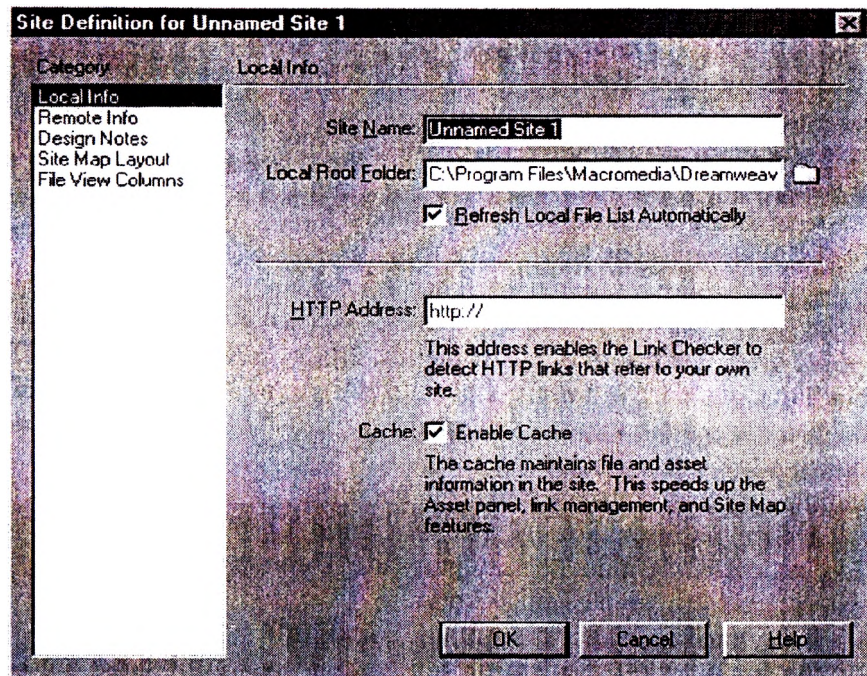 Site Definition for Unnamed Site 1
Category
Local Info
Local Info
Remote Info
Design Notes
Site Map Layout
File View Columns
Site Name: Unnamed Site 1
Local Root Folder: C:\Program Files\Macromedia\Dreamweav
Refresh Local File List Automatically
HTTP Address: http://
This address enables the Link Checker to
detect HTTP links that refer to your own
site.
Cache: Enable Cache
The cache maintains file and asset
information in the site. This speeds up the
Asset panel, link management, and Site Map
features.
OK
Cancel
Help